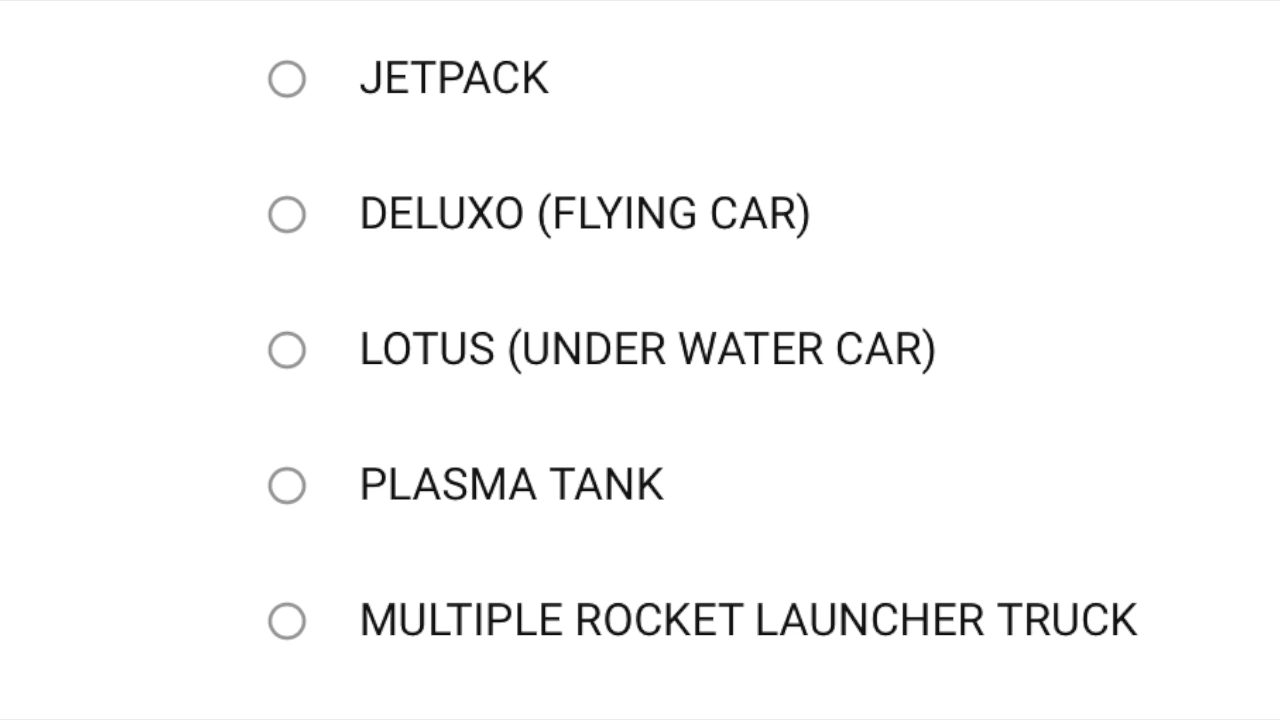 JETPACK
DELUXO (FLYING CAR)
LOTUS (UNDER WATER CAR)
PLASMA TANK
MULTIPLE ROCKET LAUNCHER TRUCK